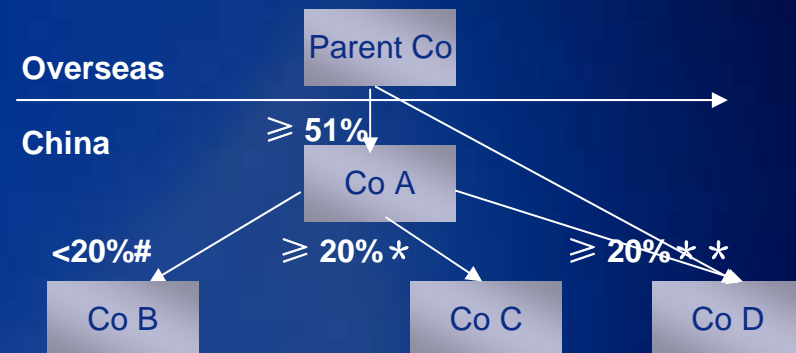 Parent Co
Overseas
China
⩾ 51%
Co A
<20%#
⩾ 20%*
⩾ 20%**
Co B
Co C
Co D